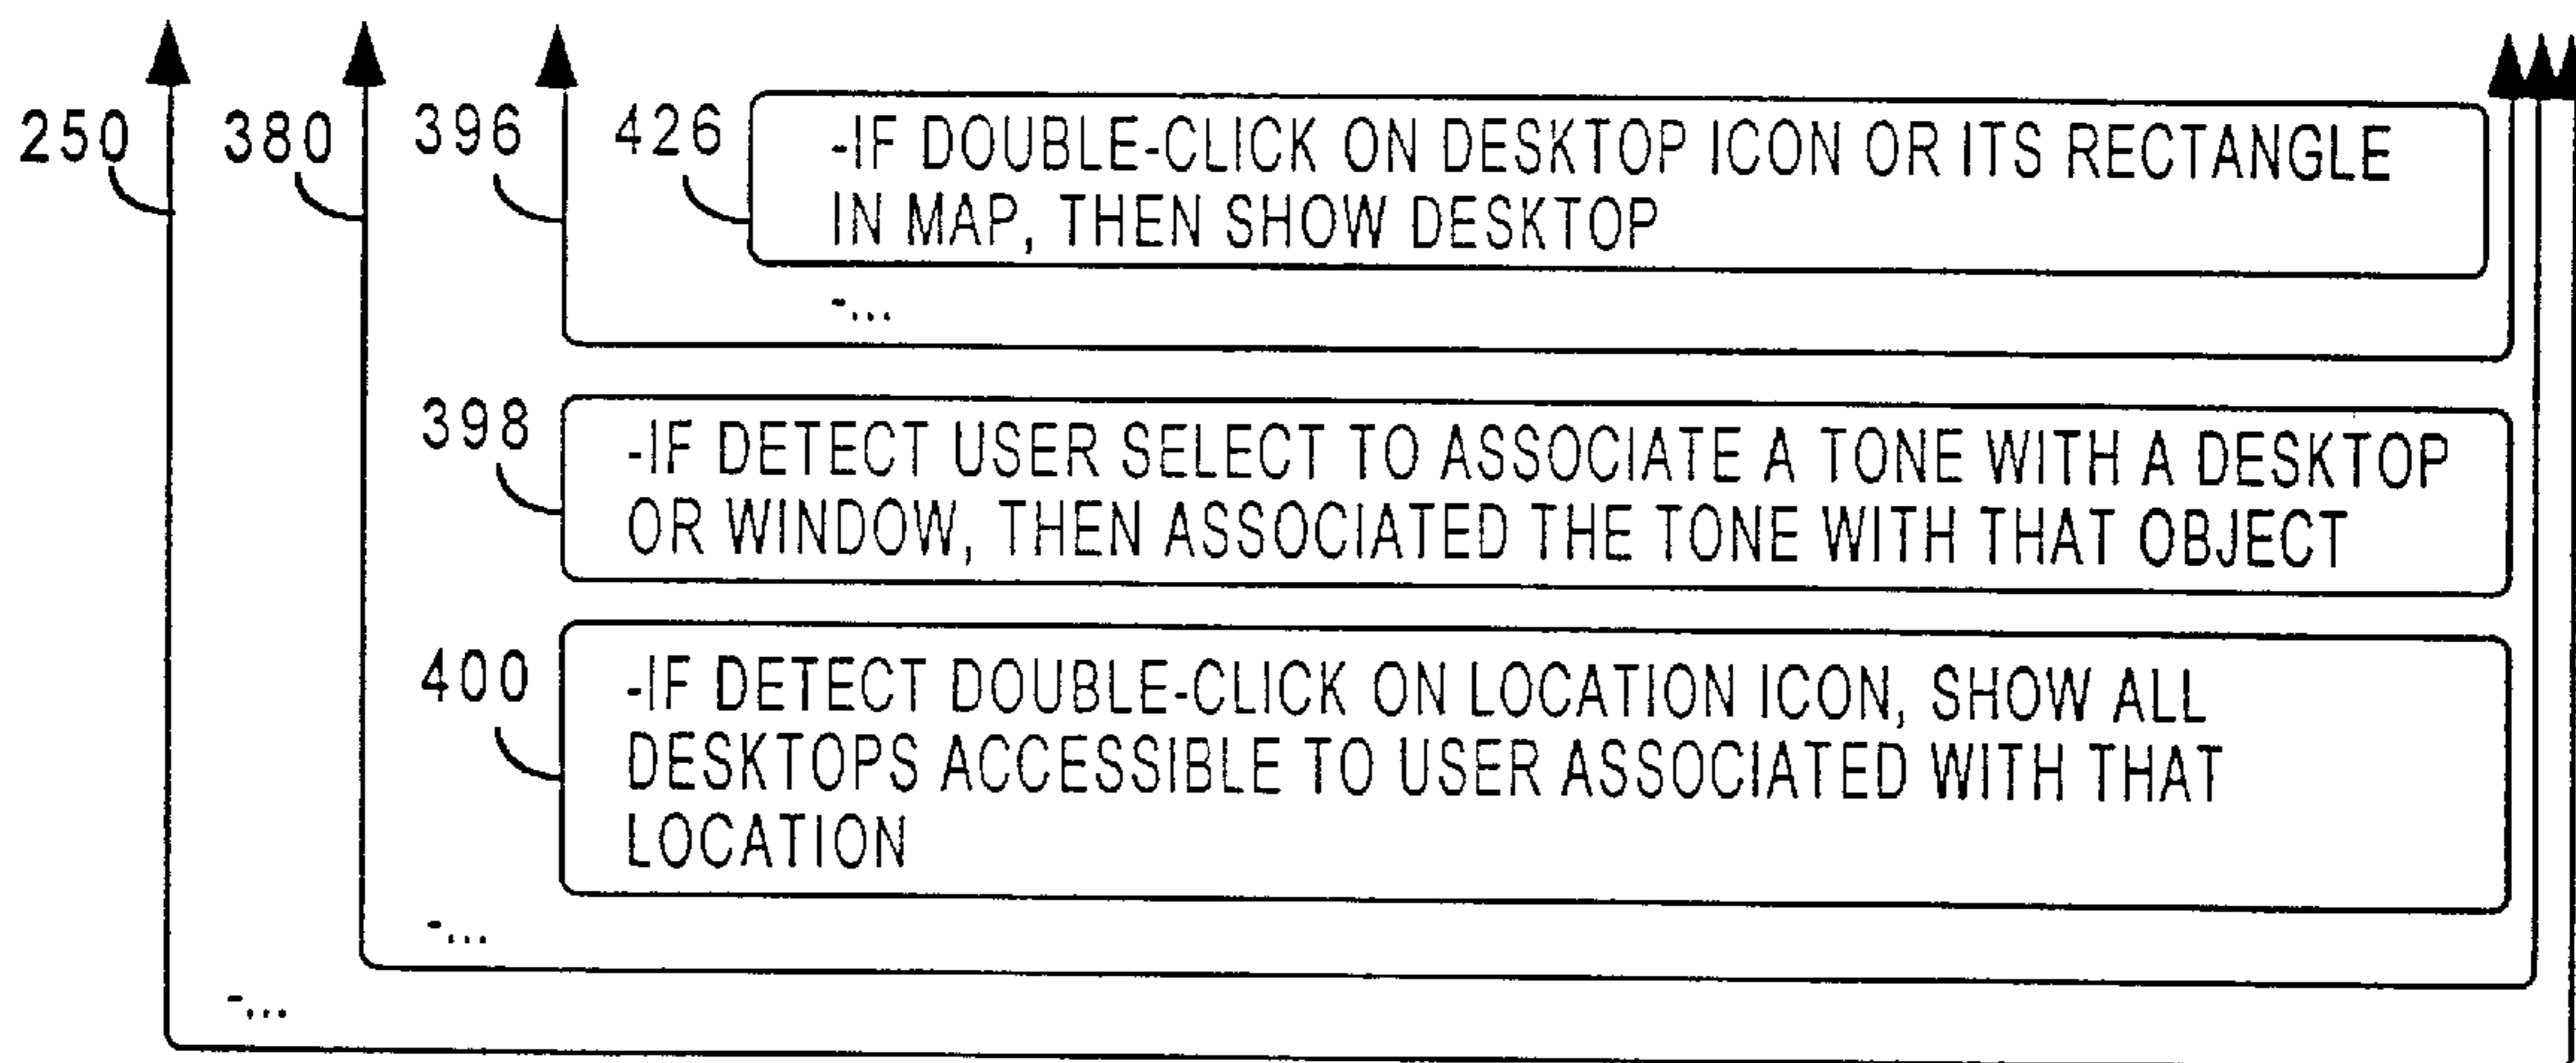 250 380 396 426
-IF DOUBLE-CLICK ON DESKTOP ICON OR ITS RECTANGLE
IN MAP, THEN SHOW DESKTOP
-...
398
-IF DETECT USER SELECT TO ASSOCIATE A TONE WITH A DESKTOP
OR WINDOW, THEN ASSOCIATED THE TONE WITH THAT OBJECT
400
-IF DETECT DOUBLE-CLICK ON LOCATION ICON, SHOW ALL
DESKTOPS ACCESSIBLE TO USER ASSOCIATED WITH THAT
LOCATION
-...
-...